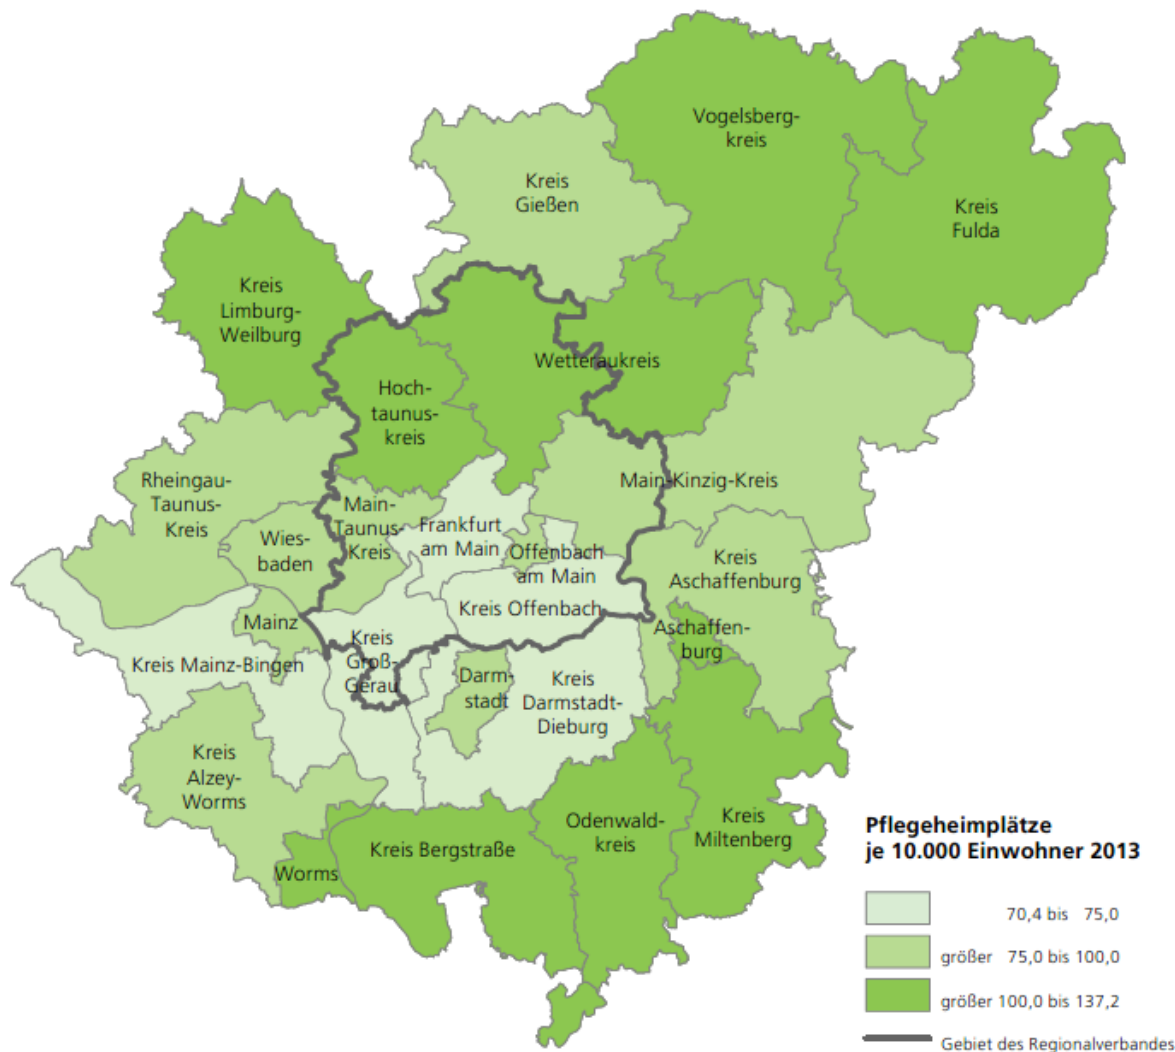 Vogelsberg-
kreis
Kreis
Gießen
Kreis
Fulda
Kreis
Limburg-
Weilburg
Wetteraukreis
Hoch-
taunus-
kreis
Rheingau-
Taunus-
Kreis
Main-Kinzig-Kreis
Main-
Taunus-
Kreis
Frankfurt
am Main
Wies-
baden
Offenbach
am Main
Kreis
Aschaffenburg
Kreis Offenbach
Mainz
Aschaffen-
burg
Kreis
Groß-
Gerau
Kreis Mainz-Bingen
Darm-
stadt
Kreis
Darmstadt-
Dieburg
Kreis
Alzey-
Worms
Odenwald-
kreis
Kreis
Miltenberg
Kreis Bergstraße
Worms
Pflegeheimplätze
je 10.000 Einwohner 2013
70,4 bis 75,0
größer 75,0 bis 100,0
größer 100,0 bis 137,2
Gebiet des Regionalverbandes